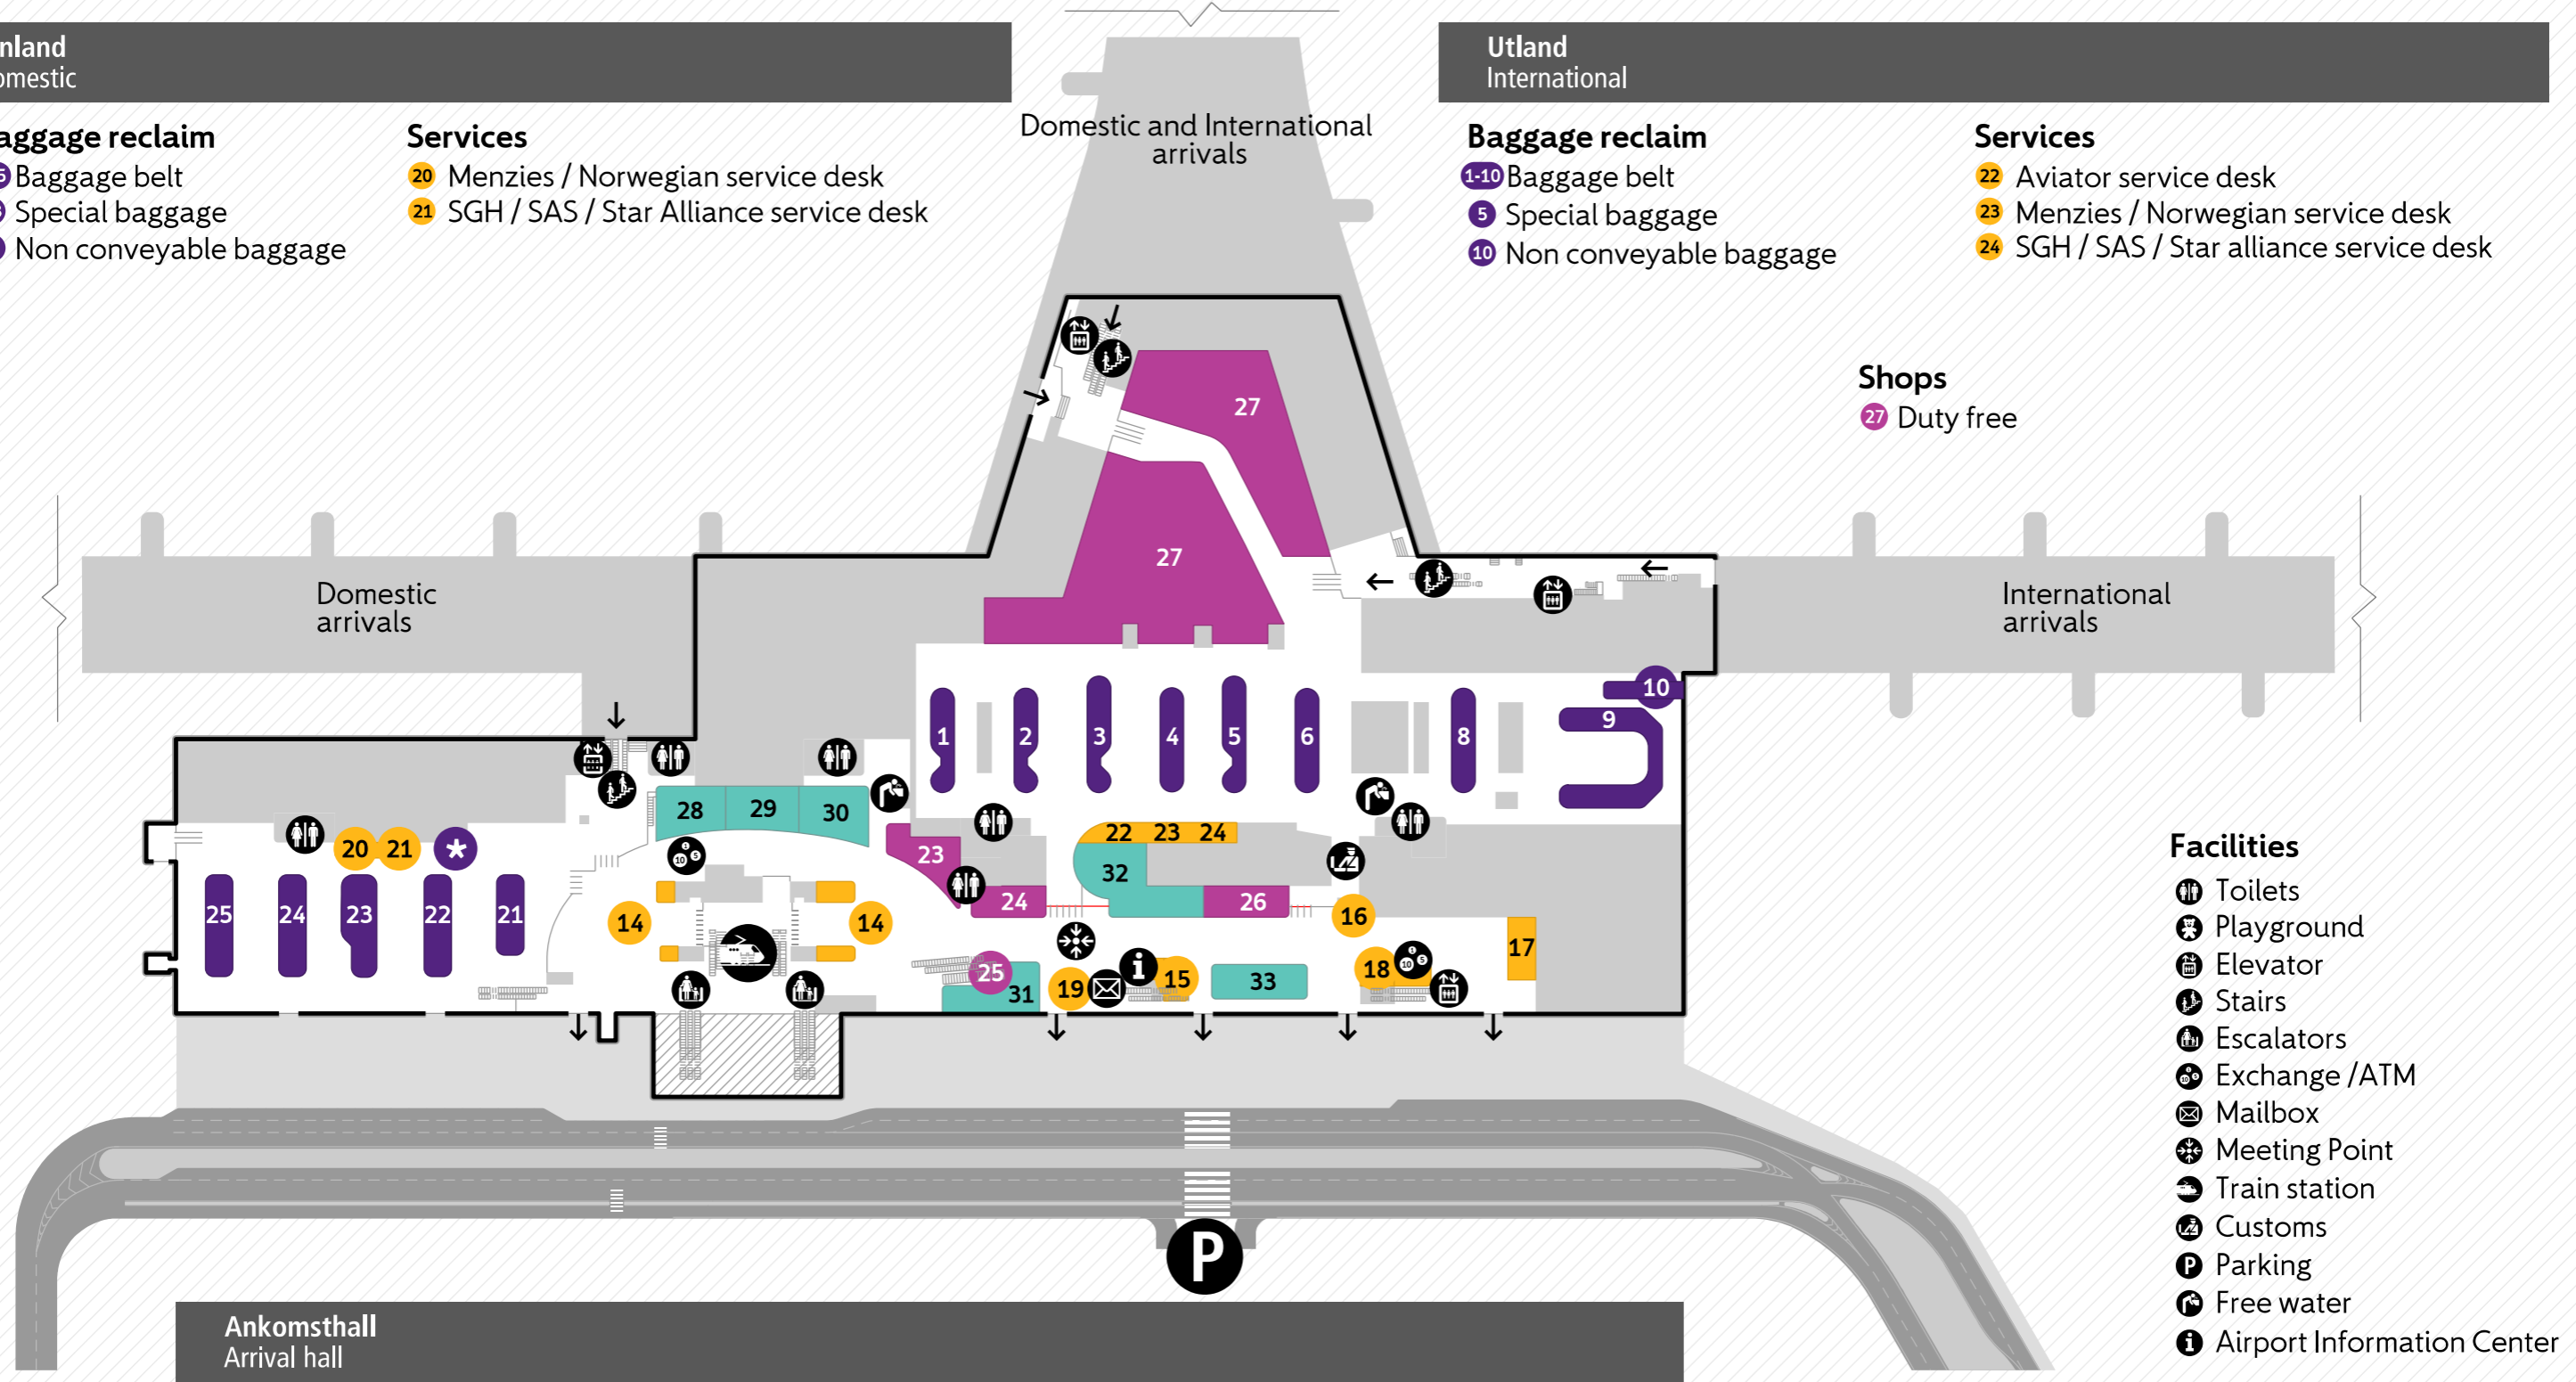 nland
omestic
aggage reclaim
5 Baggage belt
Special baggage
Non conveyable baggage
Services
20 Menzies / Norwegian service desk
21 SGH / SAS / Star Alliance service desk
Domestic and International
arrivals
Utland
International
Baggage reclaim
1-10 Baggage belt
5 Special baggage
10 Non conveyable baggage
Services
22 Aviator service desk
23 Menzies / Norwegian service desk
24 SGH / SAS / Star alliance service desk
Shops
27 Duty free
27
27
Domestic
arrivals
International
arrivals
10
9
1 2 3 4 5 6 8
28 29 30
20 21 *
22 23 24
23
32
24
26
25 24 23 22 21
14
14
16
17
25
31
19
15
33
18
P
Facilities
Toilets
Playground
Elevator
Stairs
Escalators
Exchange /ATM
Mailbox
Meeting Point
Train station
Customs
P Parking
Free water
i Airport Information Center
Ankomsthall
Arrival hall